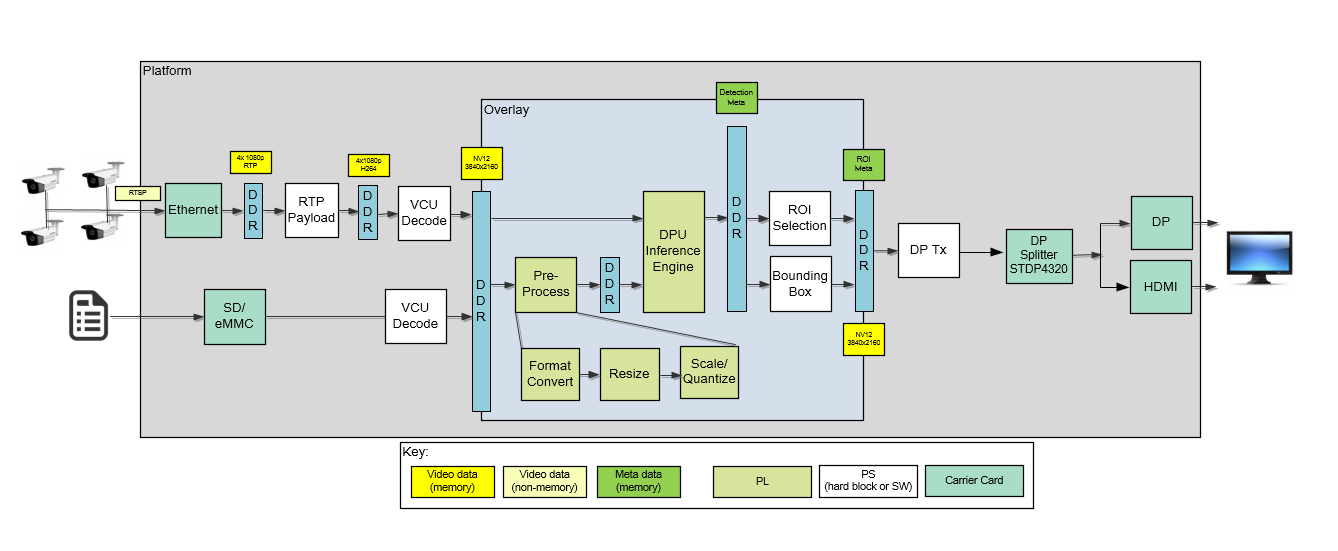 Platform
Overlay
Detection
Meta
4x 1080p
RTP
4x1080p
H264
NV12
3840x2160
ROI
Meta
RTSP
Ethernet
D
D
R
RTP
Payload
D
D
R
VCU
Decode
D
D
R
DPU
Inference
Engine
D
D
R
ROI
Selection
D
D
R
DP Tx
DP
Splitter
STDP4320
DP
HDMI
Pre-
Process
D
D
R
Bounding
Box
SD/
eMMC
VCU
Decode
NV12
3840x2160
Format
Convert
Resize
Scale/
Quantize
Key:
Video data
(memory)
Video data
(non-memory)
Meta data
(memory)
PL
PS
(hard block or SW)
Carrier Card